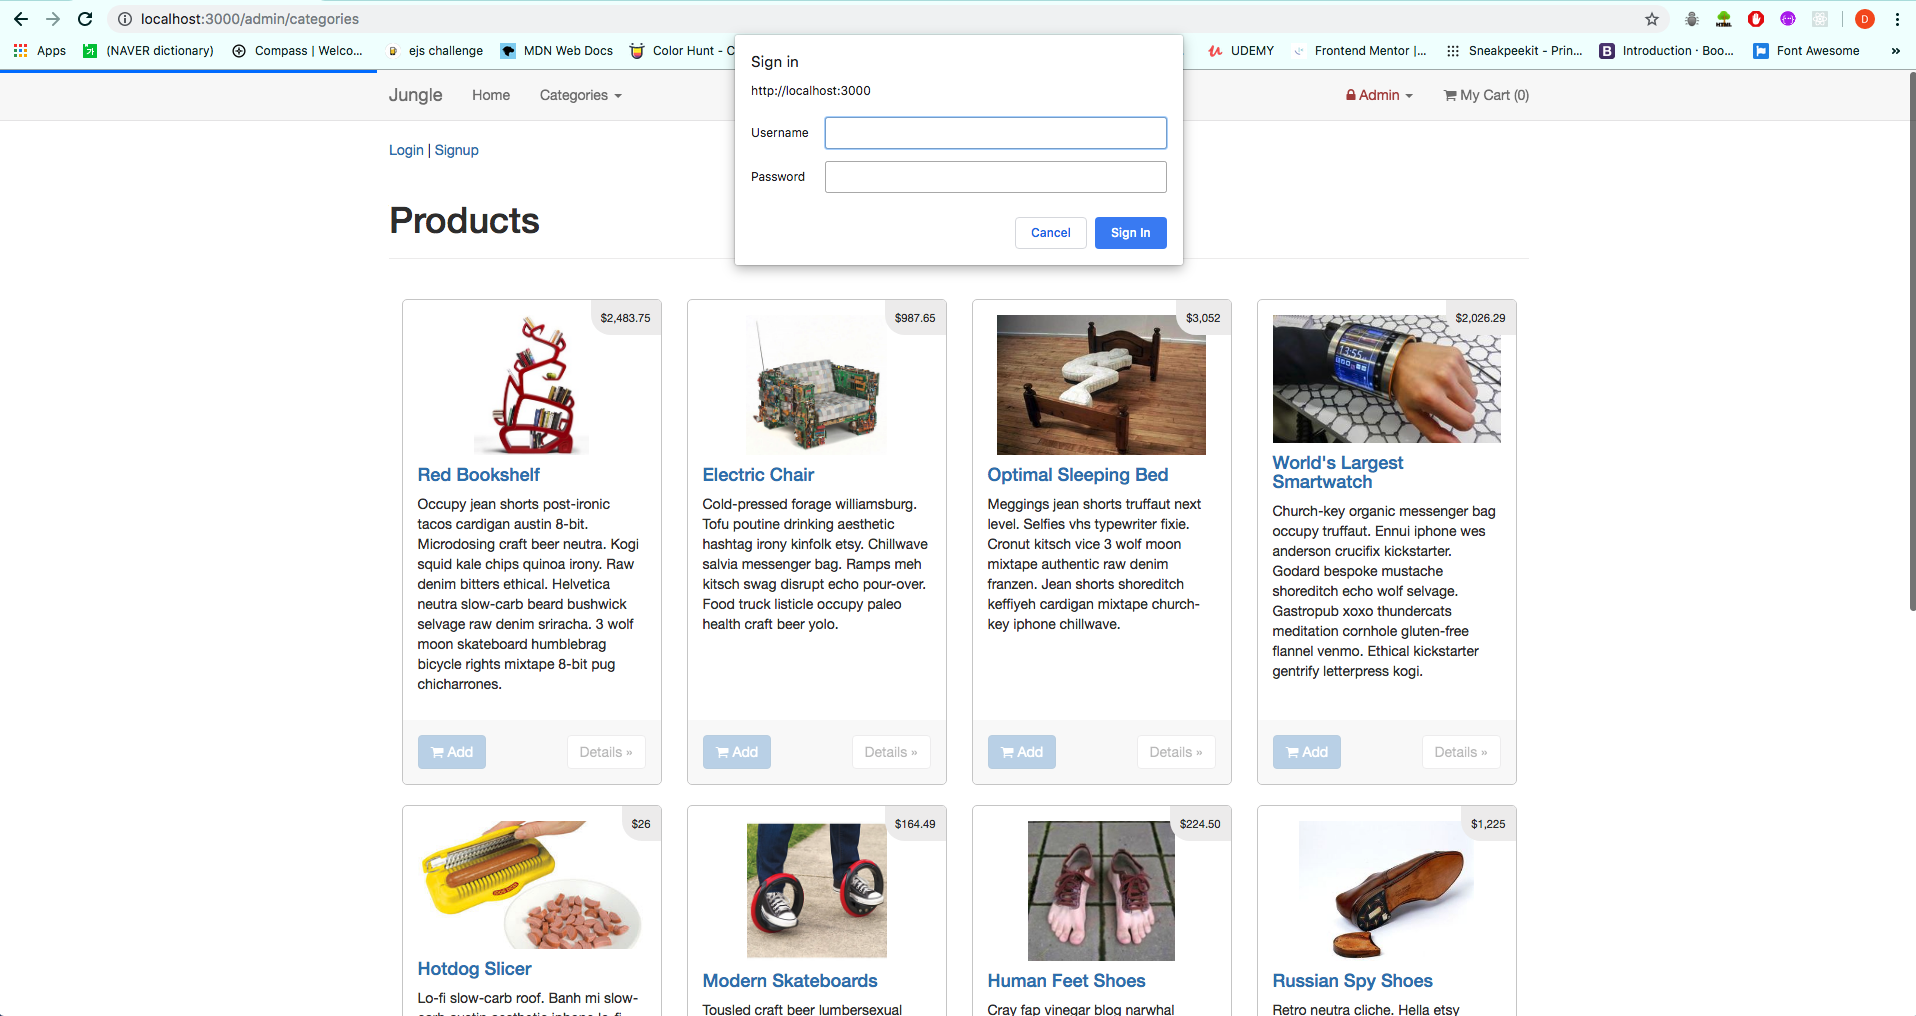 localhost:3000/admin/categories
Apps
(NAVER dictionary)
Compass | Welco...
ejs challenge
MDN Web Docs
Color Hunt - C
UDEMY
Frontend Mentor |...
Sneakpeekit - Prin...
Introduction · Boo...
Font Awesome
»
Sign in
http://localhost:3000
Username
Password
Cancel
Sign In
Jungle
Home
Categories
Admin
My Cart (0)
Login | Signup
Products
$2,483.75
Red Bookshelf
Occupy jean shorts post-ironic
tacos cardigan austin 8-bit.
Microdosing craft beer neutra. Kogi
squid kale chips quinoa irony. Raw
denim bitters ethical. Helvetica
neutra slow-carb beard bushwick
selvage raw denim sriracha. 3 wolf
moon skateboard humblebrag
bicycle rights mixtape 8-bit pug
chicharrones.
Add
Details »
$987.65
Electric Chair
Cold-pressed forage williamsburg.
Tofu poutine drinking aesthetic
hashtag irony kinfolk etsy. Chillwave
salvia messenger bag. Ramps meh
kitsch swag disrupt echo pour-over.
Food truck listicle occupy paleo
health craft beer yolo.
Add
Details »
$3,052
Optimal Sleeping Bed
Meggings jean shorts truffaut next
level. Selfies vhs typewriter fixie.
Cronut kitsch vice 3 wolf moon
mixtape authentic raw denim
franzen. Jean shorts shoreditch
keffiyeh cardigan mixtape church-
key iphone chillwave.
Add
Details »
$2,026.29
13:55
World's Largest
Smartwatch
Church-key organic messenger bag
occupy truffaut. Ennui iphone wes
anderson crucifix kickstarter.
Godard bespoke mustache
shoreditch echo wolf selvage.
Gastropub xoxo thundercats
meditation cornhole gluten-free
flannel venmo. Ethical kickstarter
gentrify letterpress kogi.
Add
Details »
$26
Hotdog Slicer
Lo-fi slow-carb roof. Banh mi slow-
$164.49
Modern Skateboards
Tousled craft beer lumbersexual
$224.50
Human Feet Shoes
Cray fap vinegar blog narwhal
$1,225
Russian Spy Shoes
Retro neutra cliche. Hella etsy